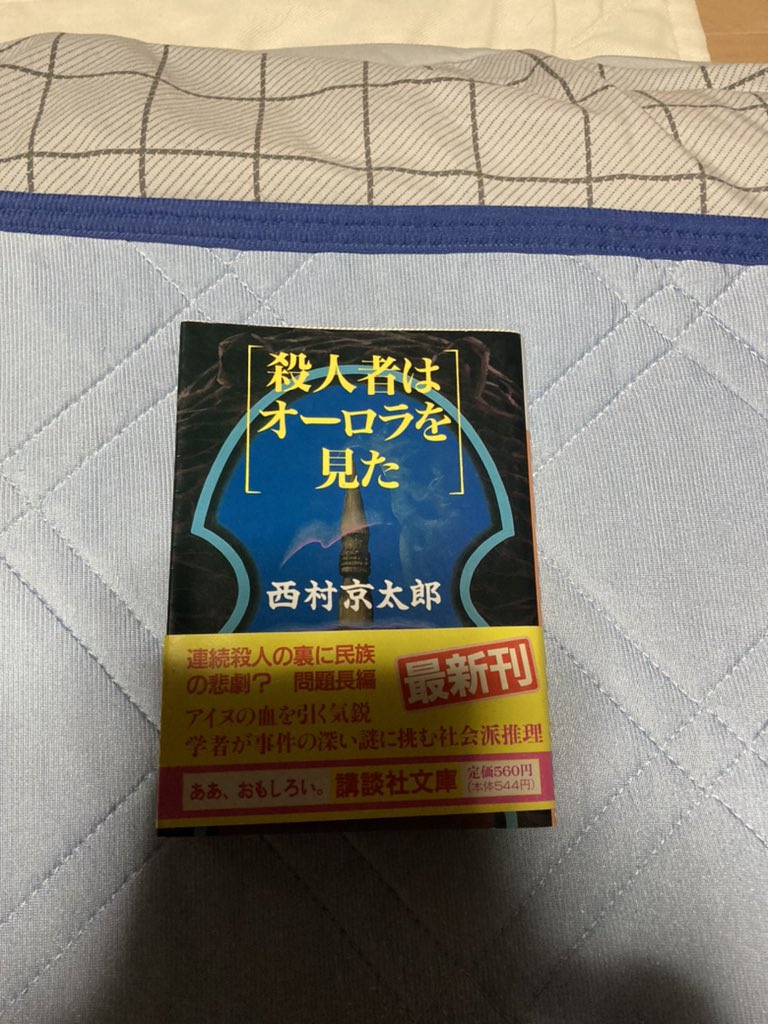 殺人者は
オーロラを
見た
西村京太郎
連続殺人の裏に民族
の悲劇? 問題長編
最新刊
アイヌの血を引く気鋭
学者が事件の深い謎に挑む社会派推理
ああ、おもしろい。 講談社文庫
定価560円
(本体544円)